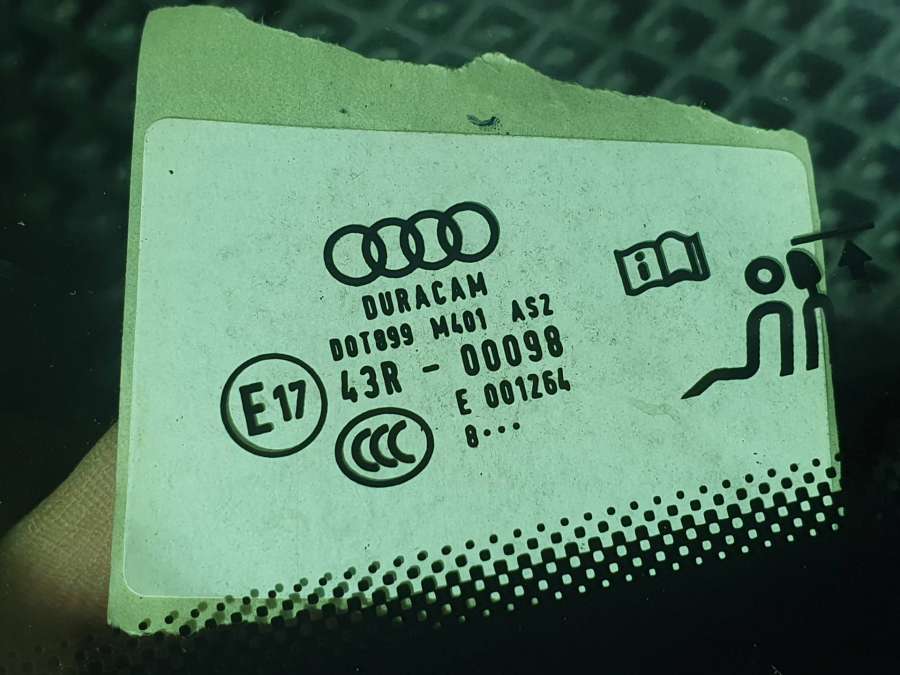 DURACAM
DOT899 M401 AS2
43R - 00098
E 001264
8···
E17
CCC
i